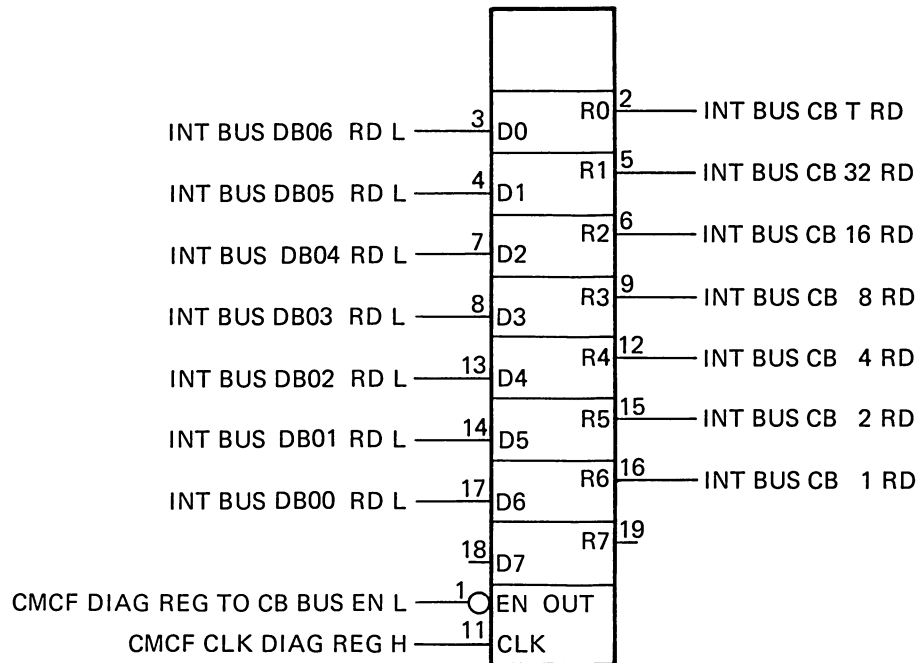 R0 2 INT BUS CB T RD
INT BUS DB06 RD L 3 D0
R1 5 INT BUS CB 32 RD
INT BUS DB05 RD L 4 D1
R2 6 INT BUS CB 16 RD
INT BUS DB04 RD L 7 D2
R3 9 INT BUS CB 8 RD
INT BUS DB03 RD L 8 D3
R4 12 INT BUS CB 4 RD
INT BUS DB02 RD L 13 D4
R5 15 INT BUS CB 2 RD
INT BUS DB01 RD L 14 D5
R6 16 INT BUS CB 1 RD
INT BUS DB00 RD L 17 D6
R7 19
18 D7
CMCF DIAG REG TO CB BUS EN L 1 EN OUT
CMCF CLK DIAG REG H 11 CLK